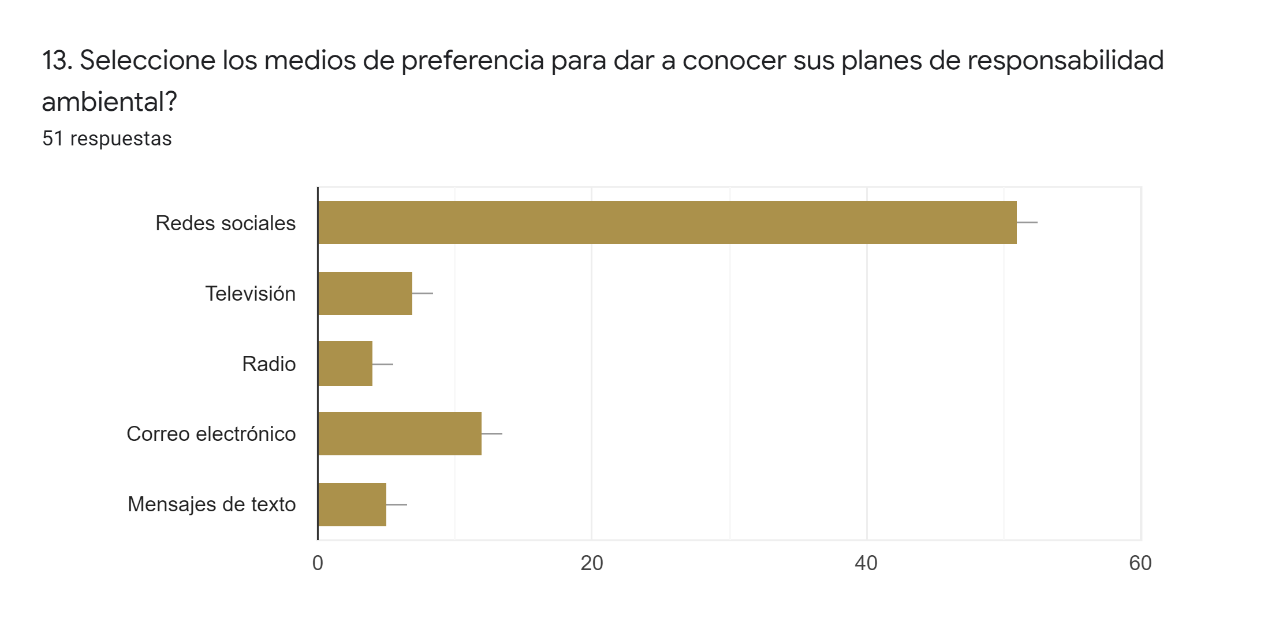 13. Seleccione los medios de preferencia para dar a conocer sus planes de responsabilidad
ambiental?
51 respuestas
Redes sociales
Televisión
Radio
Correo electrónico
Mensajes de texto
0 20 40 60